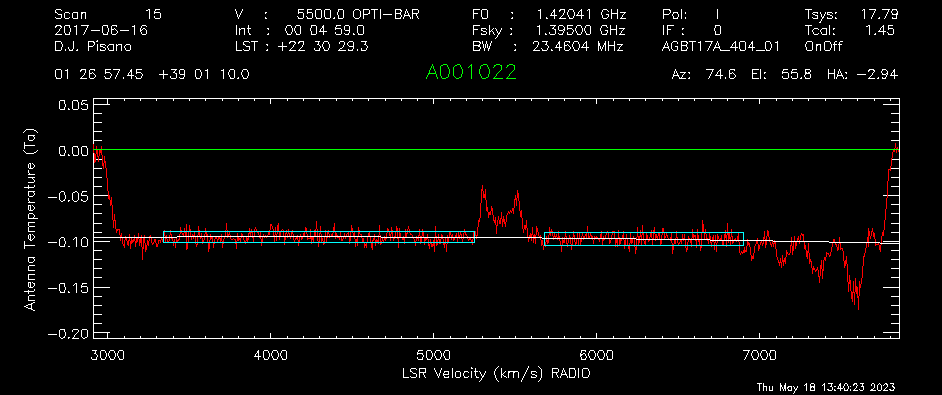 Scan 15 V : 5500.0 OPTI-BAR F0 : 1.42041 GHz Pol: I Tsys: 17.79
2017-06-16 Int : 00 04 59.0 Fsky : 1.39500 GHz IF : 0 Tcal: 1.45
D.J. Pisano LST : +22 30 29.3 BW : 23.4604 MHz AGBT17A_404_01 OnOff
01 26 57.45 +39 01 10.0 A001022 Az: 74.6 El: 55.8 HA: -2.94
0.05
0.00
-0.05
-0.10
-0.15
-0.20
Antenna Temperature (Ta)
3000 4000 5000 6000 7000
LSR Velocity (km/s) RADIO
Thu May 18 13:40:23 2023